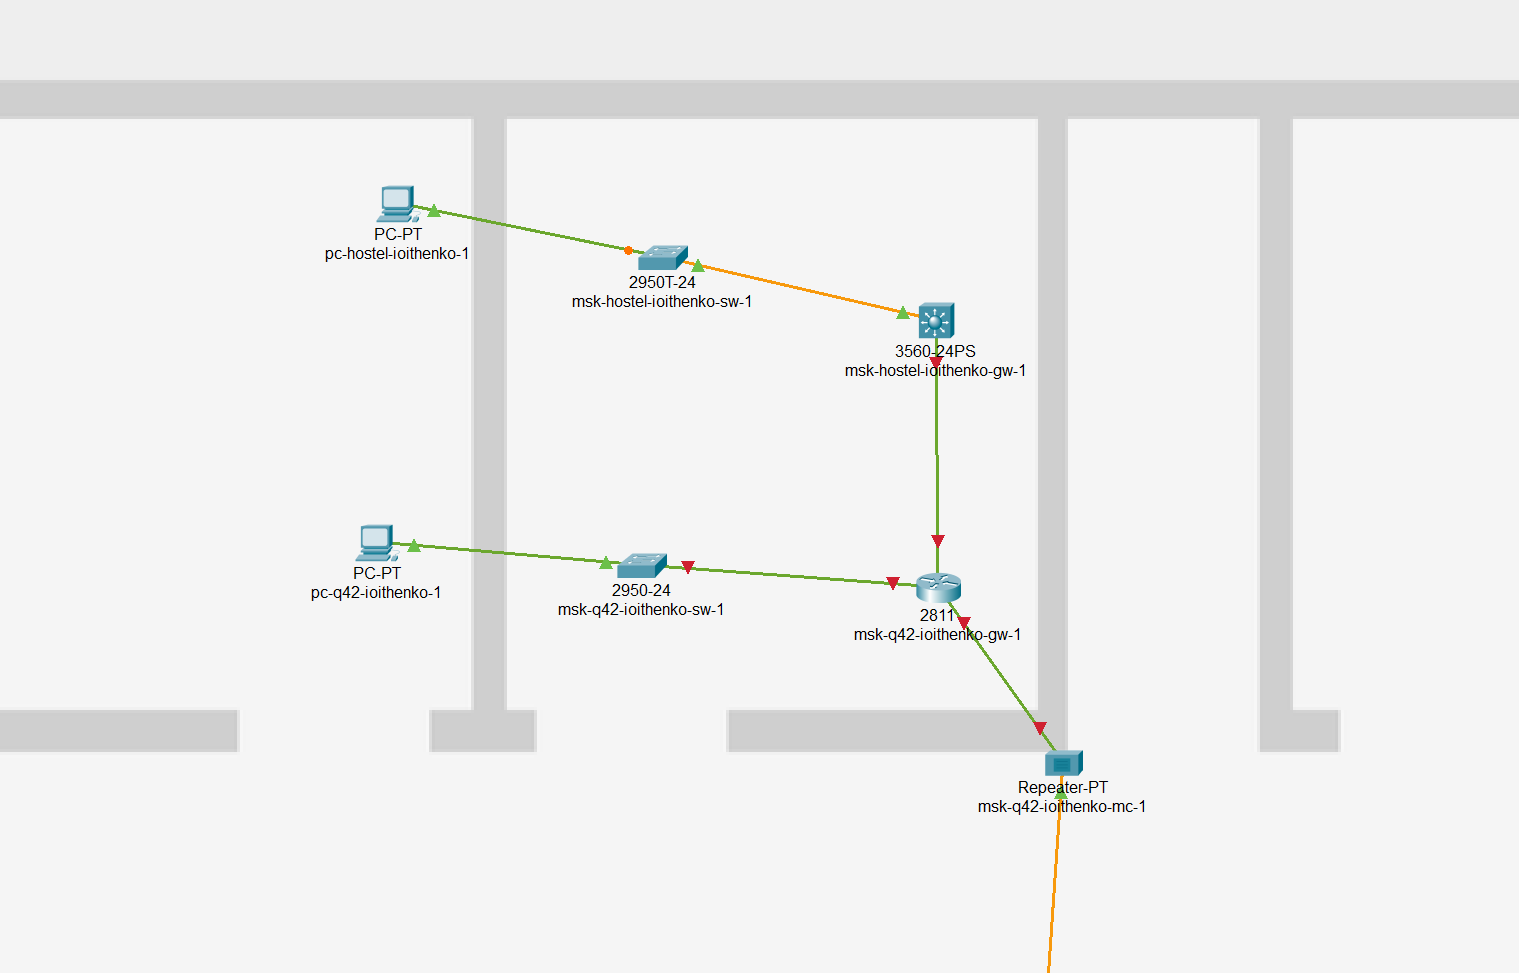 PC-PT
pc-hostel-ioithenko-1
2950T-24
msk-hostel-ioithenko-sw-1
3560-24PS
msk-hostel-ioithenko-gw-1
PC-PT
pc-q42-ioithenko-1
2950-24
msk-q42-ioithenko-sw-1
2811
msk-q42-ioithenko-gw-1
Repeater-PT
msk-q42-ioithenko-mc-1